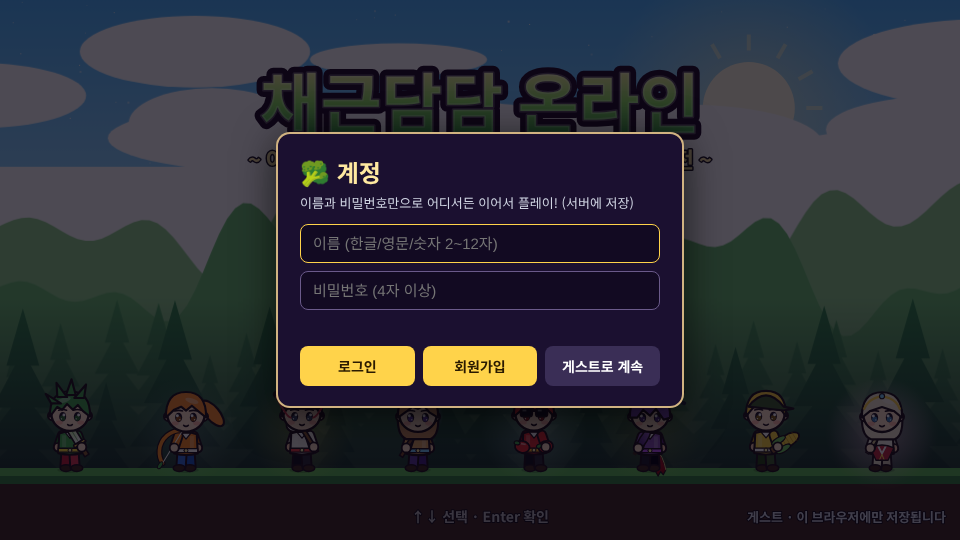 채근담담 온라인
계정
이름과 비밀번호만으로 어디서든 이어서 플레이! (서버에 저장)
이름 (한글/영문/숫자 2~12자)
비밀번호 (4자 이상)
로그인
회원가입
게스트로 계속
↑↓ 선택 · Enter 확인
게스트 · 이 브라우저에만 저장됩니다